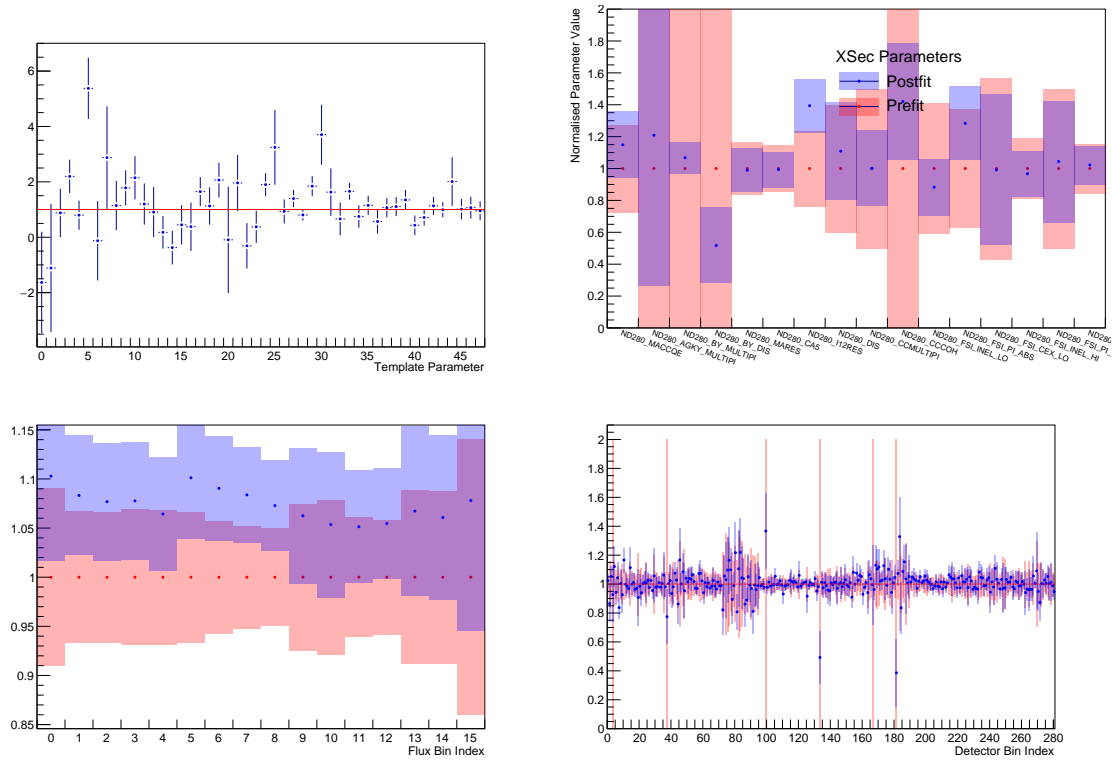 6
4
2
0
−2
0 5 10 15 20 25 30 35 40 45
Template Parameter
Normalised Parameter Value
2
1.8
1.6
1.4
1.2
1
0.8
0.6
0.4
0.2
0
XSec Parameters
Postfit
Prefit
ND280_MACCQE
ND280_AGKY_MULTIPI
ND280_BY_MULTIPI
ND280_BY_DIS
ND280_MARES
ND280_CA5
ND280_I12RES
ND280_DIS
ND280_CCMULTIPI
ND280_CCCOH
ND280_FSI_INEL_LO
ND280_FSI_PI_ABS
ND280_FSI_CEX_LO
ND280_FSI_INEL_HI
ND280_FSI_PI_
1.15
1.1
1.05
1
0.95
0.9
0.85
0 1 2 3 4 5 6 7 8 9 10 11 12 13 14 15
Flux Bin Index
2
1.8
1.6
1.4
1.2
1
0.8
0.6
0.4
0.2
0
0 20 40 60 80 100 120 140 160 180 200 220 240 260 280
Detector Bin Index